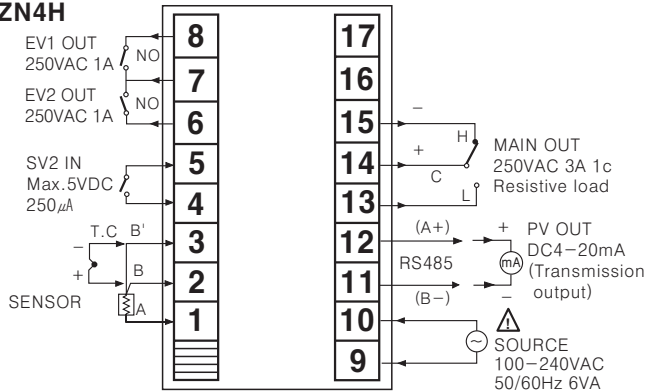 ZN4H
EV1 OUT
250VAC 1A
NO
EV2 OUT
250VAC 1A
NO
SV2 IN
Max.5VDC
250㎂
T.C B'
−
+
B
A
SENSOR
8
7
6
5
4
3
2
1
17
16
15
14
13
12
11
10
9
−
H
+
C
L
MAIN OUT
250VAC 3A 1c
Resistive load
(A+)
RS485
(B−)
+
mA
−
PV OUT
DC4−20mA
(Transmission
output)
SOURCE
100−240VAC
50/60Hz 6VA